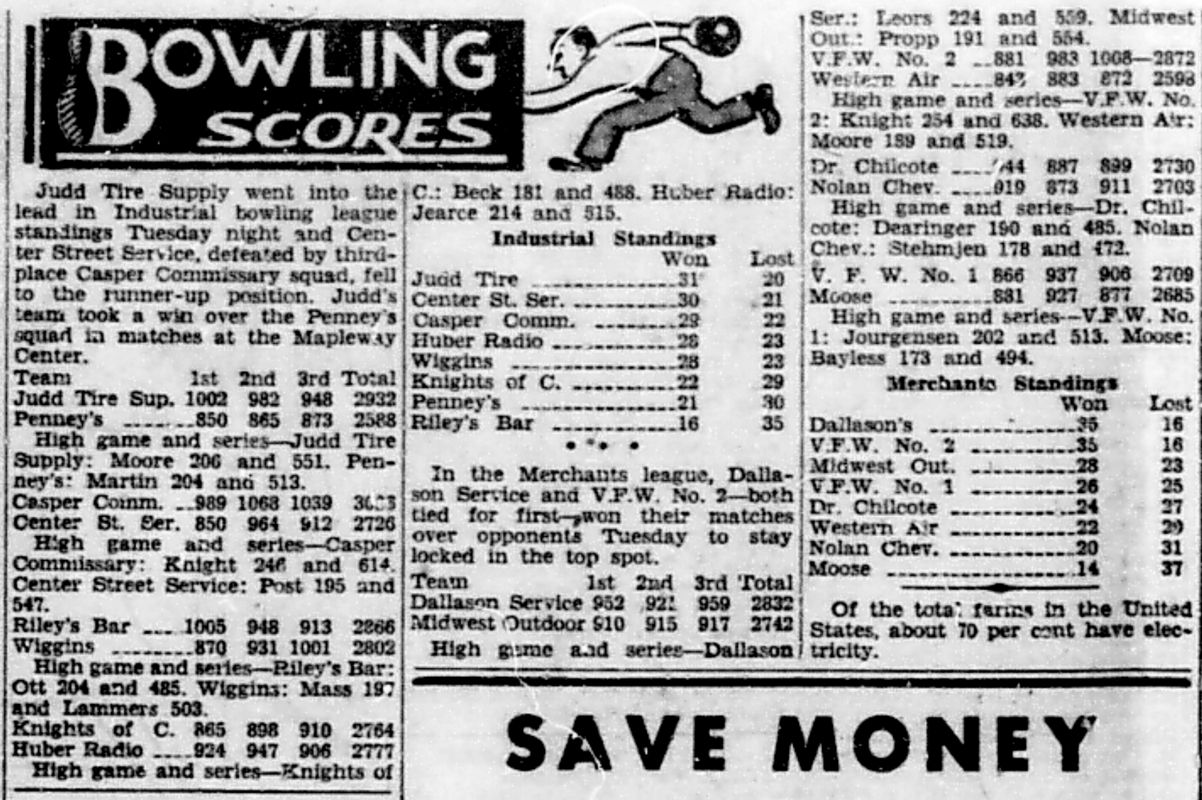 BOWLING
SCORES
Judd Tire Supply went into the
lead in Industrial bowling league
standings Tuesday night and Cen-
ter Street Service, defeated by third-
place Casper Commissary squad, fell
to the runner-up position. Judd's
team took a win over the Penney's
squad in matches at the Mapleway
Center.
Team 1st 2nd 3rd Total
Judd Tire Sup. 1002 982 948 2932
Penney's 850 865 873 2588
High game and series—Judd Tire
Supply: Moore 206 and 551. Pen-
ney's: Martin 204 and 513.
Casper Comm. 989 1068 1039
Center St. Ser. 850 964 912 2726
High game and series—Casper
Commissary: Knight 246 and 614.
Center Street Service: Post 195 and
547.
Riley's Bar 1005 948 913 2866
Wiggins 870 931 1001 2802
High game and series—Riley's Bar:
Ott 204 and 485. Wiggins: Mass 197
and Lammers 503.
Knights of C. 865 898 910 2764
Huber Radio 924 947 906 2777
High game and series—Knights of
C.: Beck 181 and 488. Huber Radio:
Jearce 214 and 515.
Industrial Standings
Won Lost
Judd Tire 31 20
Center St. Ser. 30 21
Casper Comm. 29 22
Huber Radio 28 23
Wiggins 28 23
Knights of C. 22 29
Penney's 21 30
Riley's Bar 16 35
In the Merchants league, Dalla-
son Service and V.F.W. No. 2—both
tied for first—won their matches
over opponents Tuesday to stay
locked in the top spot.
Team 1st 2nd 3rd Total
Dallason Service 952 921 959 2832
Midwest Outdoor 910 915 917 2742
High game and series—Dallason
Ser.: Leors 224 and 559. Midwest
Out.: Propp 191 and 554.
V.F.W. No. 2 881 983 1008—2872
Western Air 843 883 872 2598
High game and series—V.F.W. No.
2: Knight 254 and 638. Western Air:
Moore 189 and 519.
Dr. Chilcote 887 899 2730
Nolan Chev. 919 873 911 2703
High game and series—Dr. Chil-
cote: Dearinger 190 and 485. Nolan
Chev.: Stehmjen 178 and 472.
V. F. W. No. 1 866 937 906 2709
Moose 881 927 877 2685
High game and series—V.F.W. No.
1: Jourgensen 202 and 513. Moose:
Bayless 173 and 494.
Merchants Standings
Won Lost
Dallason's 35 16
V.F.W. No. 2 35 16
Midwest Out. 28 23
V.F.W. No. 1 26 25
Dr. Chilcote 24 27
Western Air 22 29
Nolan Chev. 20 31
Moose 14 37
Of the total farms in the United
States, about 70 per cent have elec-
tricity.
SAVE MONEY